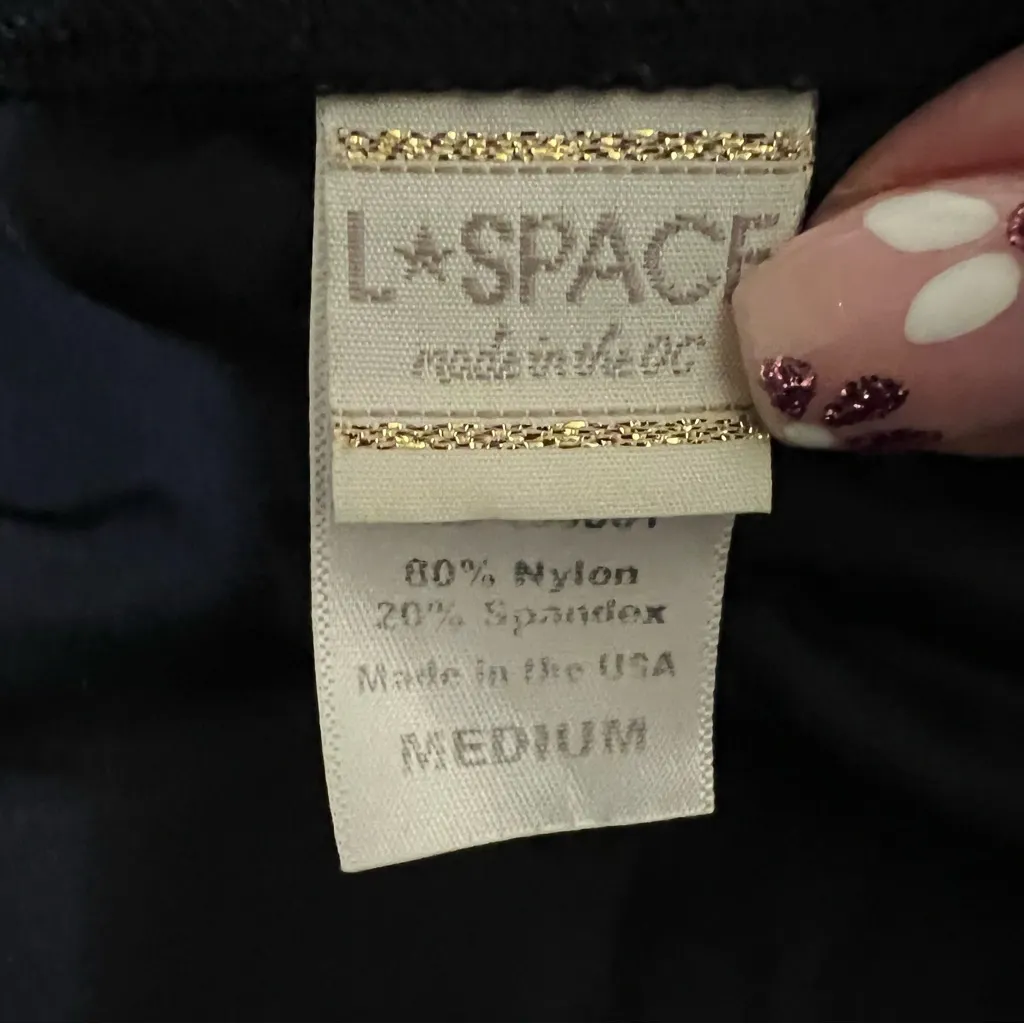 L★SPACE
made in the OC
80% Nylon
20% Spandex
Made in the USA
MEDIUM